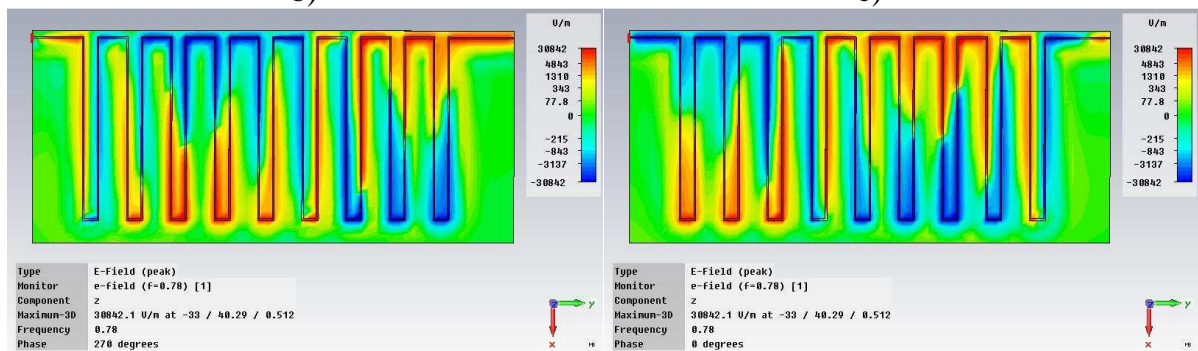 V/m
30842
4843
1310
343
77.8
0
-215
-843
-3137
-30842
Type E-Field (peak)
Monitor e-field (f=0.78) [1]
Component z
Maximum-3D 30842.1 V/m at -33 / 40.29 / 0.512
Frequency 0.78
Phase 270 degrees
z
y
x
V/m
30842
4843
1310
343
77.8
0
-215
-843
-3137
-30842
Type E-Field (peak)
Monitor e-field (f=0.78) [1]
Component z
Maximum-3D 30842.1 V/m at -33 / 40.29 / 0.512
Frequency 0.78
Phase 0 degrees
z
y
x